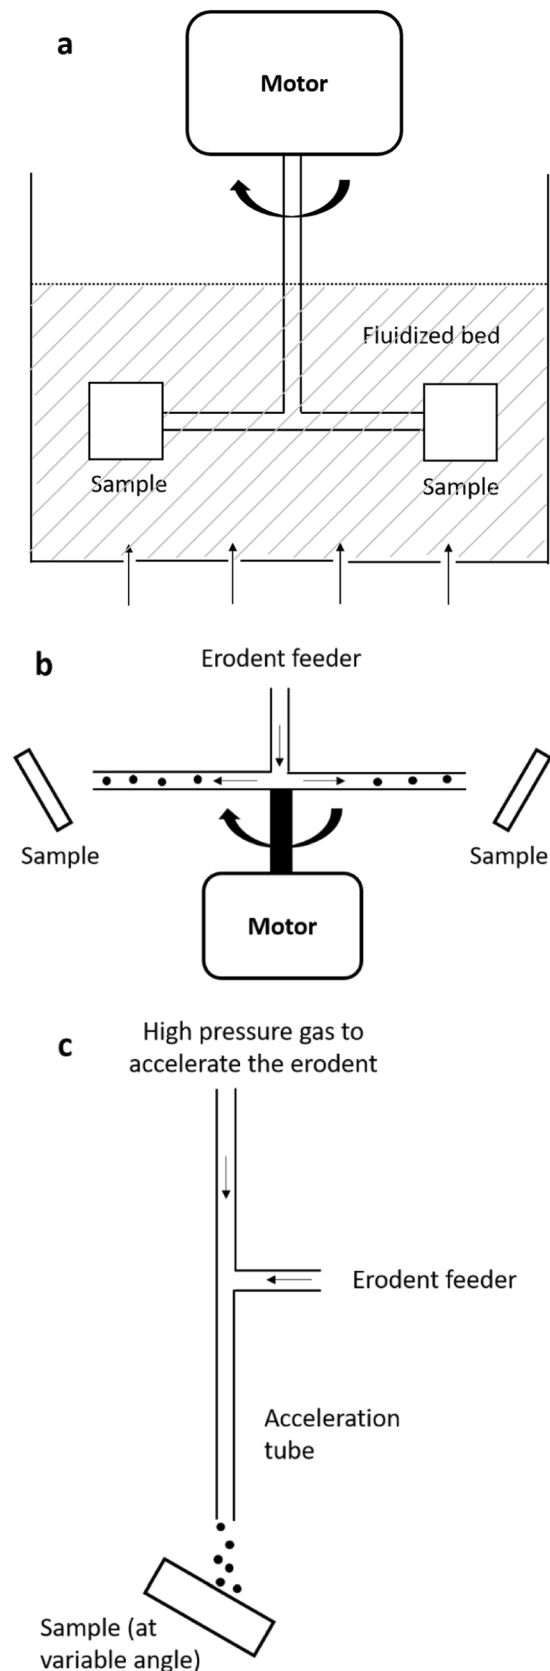 a
Motor
Fluidized bed
Sample
Sample
b
Erodent feeder
Sample
Sample
Motor
c
High pressure gas to
accelerate the erodent
Erodent feeder
Acceleration
tube
Sample (at
variable angle)